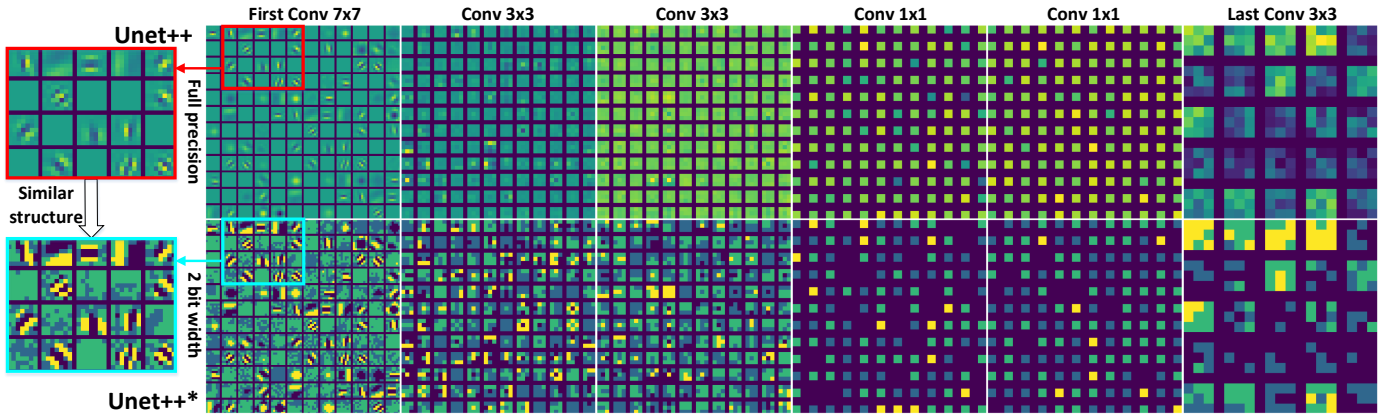 First Conv 7x7
Conv 3x3
Conv 3x3
Conv 1x1
Conv 1x1
Last Conv 3x3
Unet++
Full precision
Similar
structure
2 bit width
Unet++*